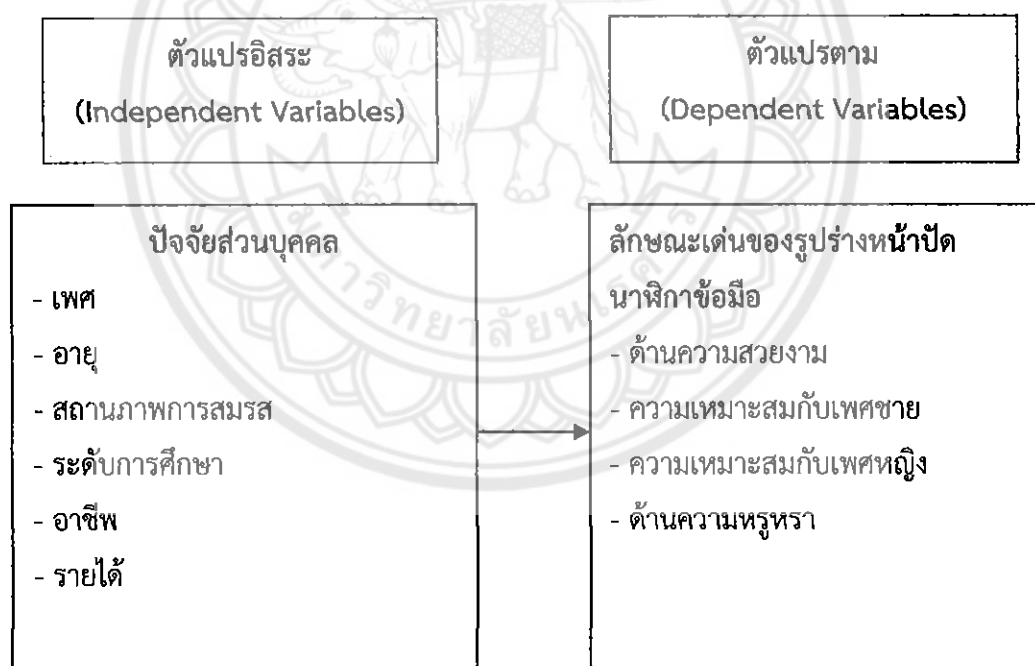 ตัวแปรอิสระ
(Independent Variables)
ตัวแปรตาม
(Dependent Variables)
ปัจจัยส่วนบุคคล
- เพศ
- อายุ
- สถานภาพการสมรส
- ระดับการศึกษา
- อาชีพ
- รายได้
ลักษณะเด่นของรูปร่างหน้าปัด
นาฬิกาข้อมือ
- ด้านความสวยงาม
- ความเหมาะสมกับเพศชาย
- ความเหมาะสมกับเพศหญิง
- ด้านความหรูหรา